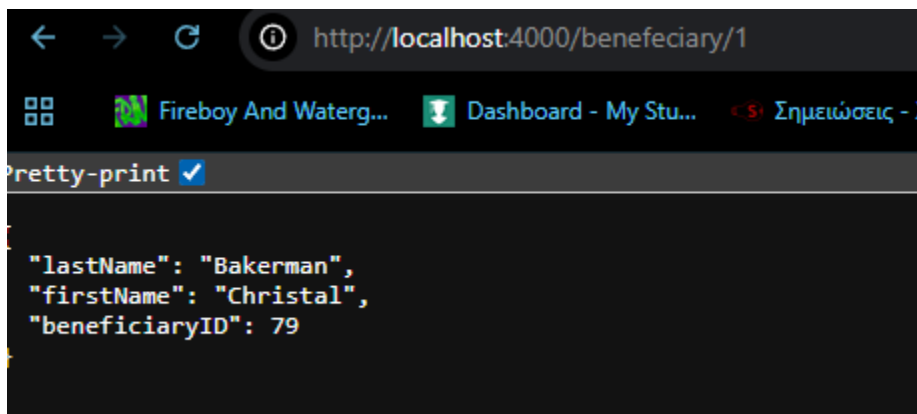 http://localhost:4000/benefeciary/1
Fireboy And Waterg... Dashboard - My Stu... Σημειώσεις -
Pretty-print
{
"lastName": "Bakerman",
"firstName": "Christal",
"beneficiaryID": 79
}